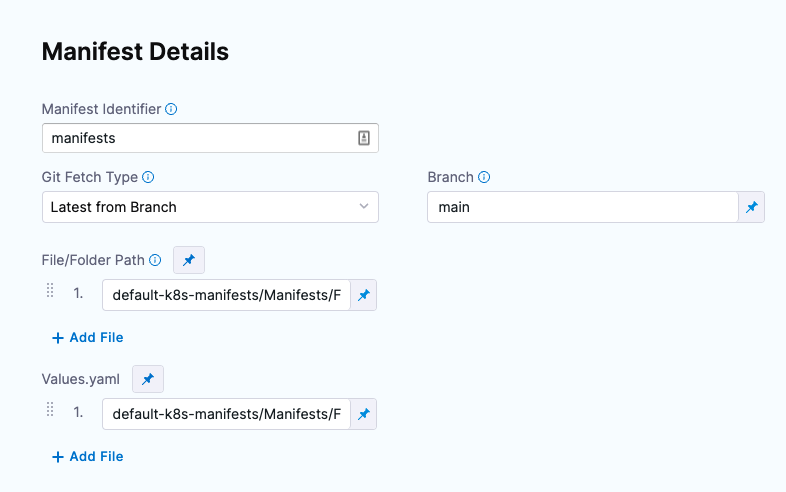 Manifest Details
Manifest Identifier
manifests
Git Fetch Type
Branch
Latest from Branch
main
File/Folder Path
1.
default-k8s-manifests/Manifests/F
Add File
Values.yaml
1.
default-k8s-manifests/Manifests/F
Add File